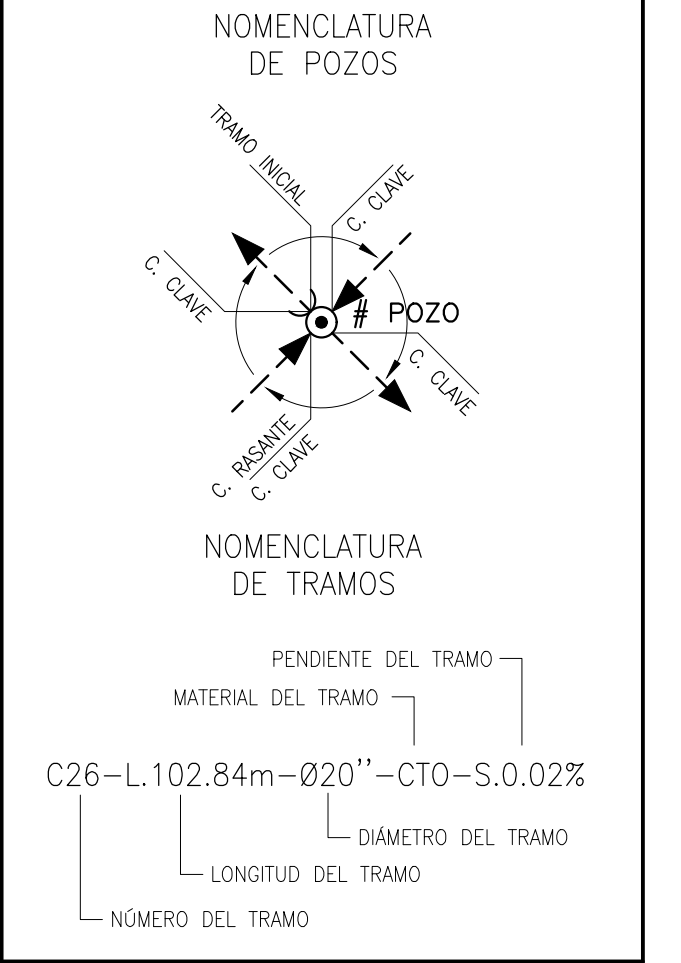 NOMENCLATURA
DE POZOS
TRAMO INICIAL
C. CLAVE
C. CLAVE
# POZO
C. CLAVE
C. RASANTE
C. CLAVE
NOMENCLATURA
DE TRAMOS
PENDIENTE DEL TRAMO
MATERIAL DEL TRAMO
C26-L.102.84m-Ø20''-CTO-S.0.02%
DIÁMETRO DEL TRAMO
LONGITUD DEL TRAMO
NÚMERO DEL TRAMO